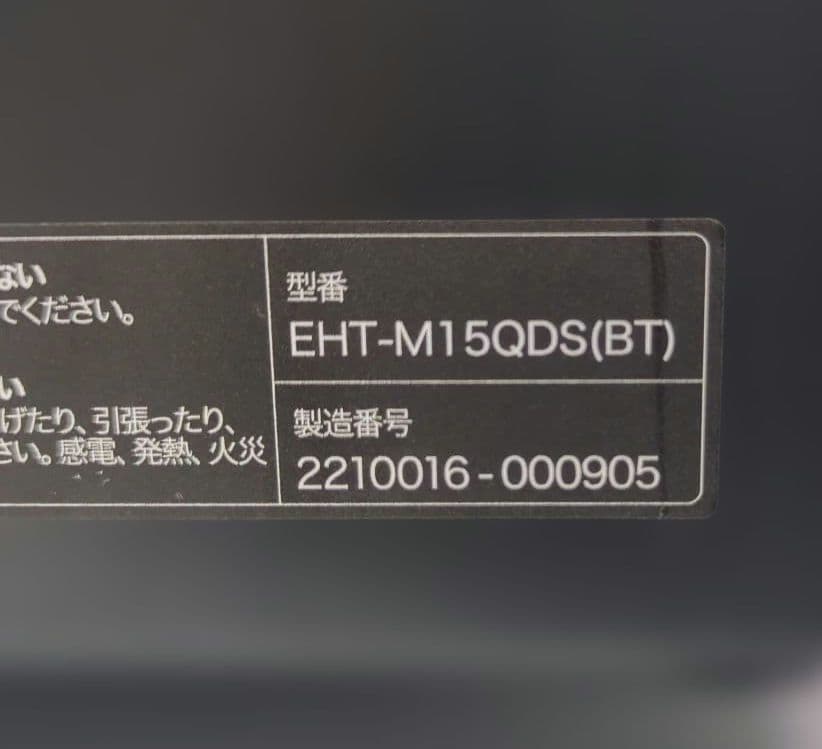 ない
でください。
い
げたり、引張ったり、
さい。感電、発熱、火災
型番
EHT-M15QDS(BT)
製造番号
2210016-000905